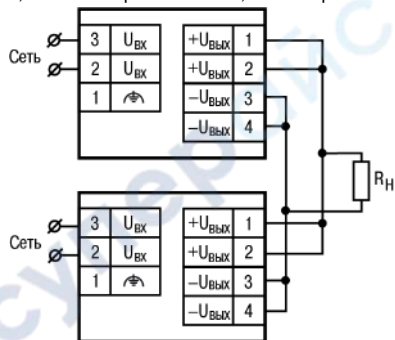 3 Uвх +Uвых 1
Сеть
2 Uвх +Uвых 2
1 −Uвых 3
−Uвых 4
Rн
3 Uвх +Uвых 1
Сеть
2 Uвх +Uвых 2
1 −Uвых 3
−Uвых 4